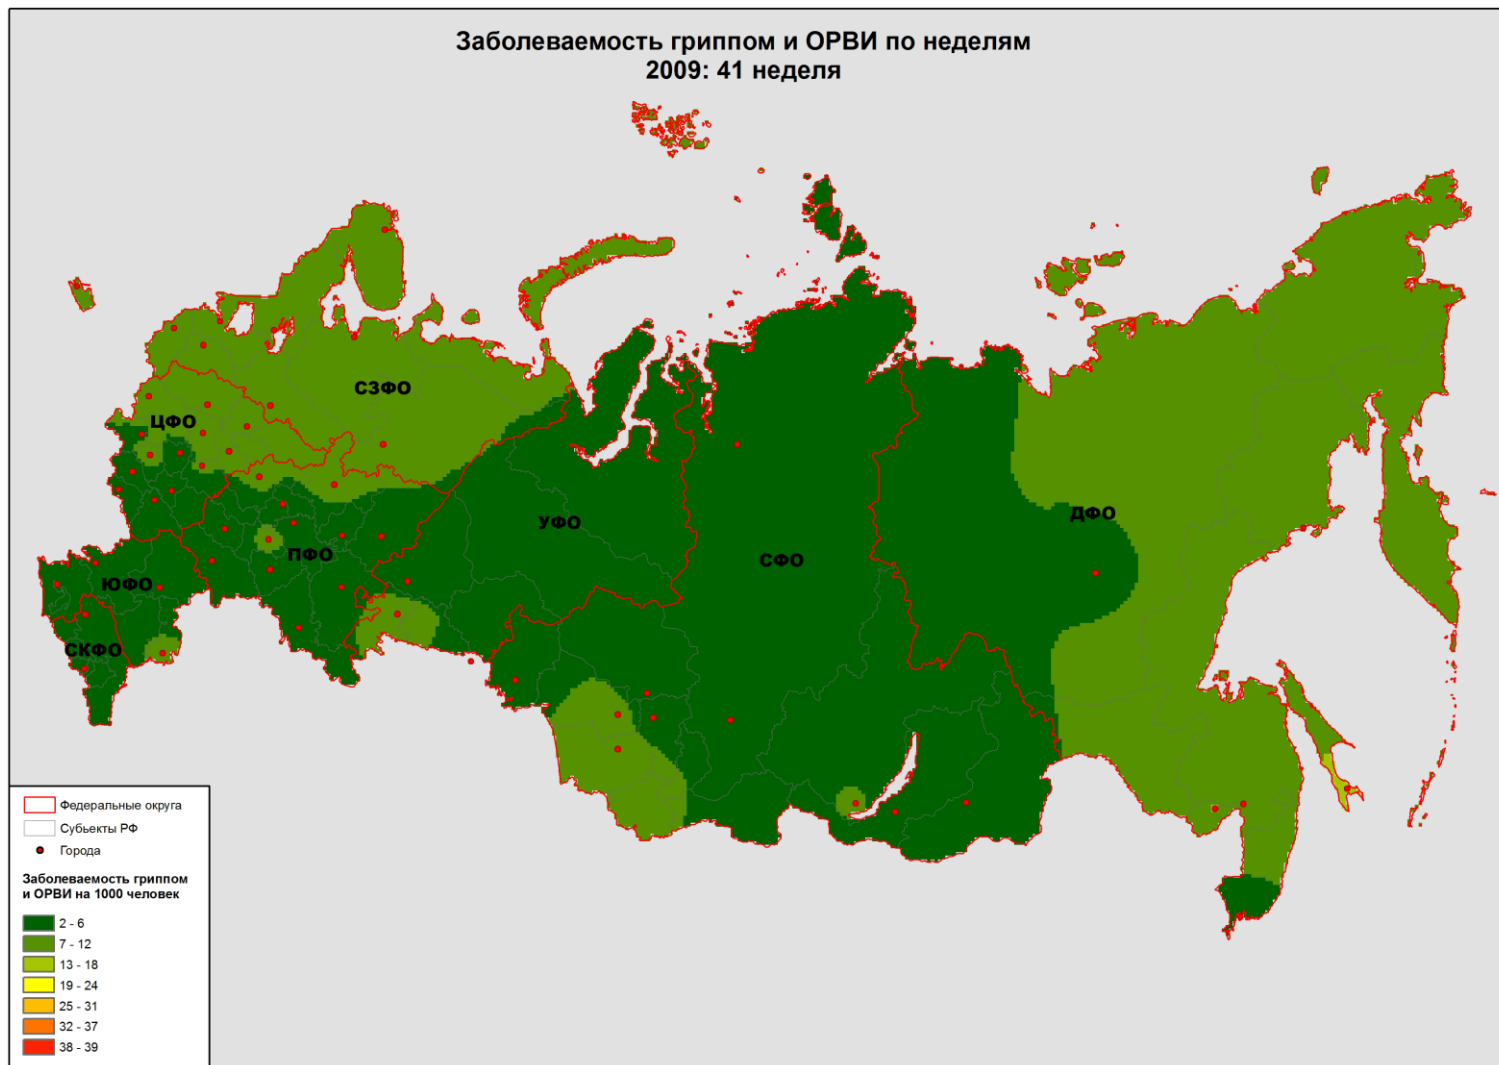 Заболеваемость гриппом и ОРВИ по неделям
2009: 41 неделя
СЗФО
ЦФО
УФО
ДФО
ПФО
СФО
ЮФО
СКФО
Федеральные округа
Субьекты РФ
Города
Заболеваемость гриппом
и ОРВИ на 1000 человек
2 - 6
7 - 12
13 - 18
19 - 24
25 - 31
32 - 37
38 - 39